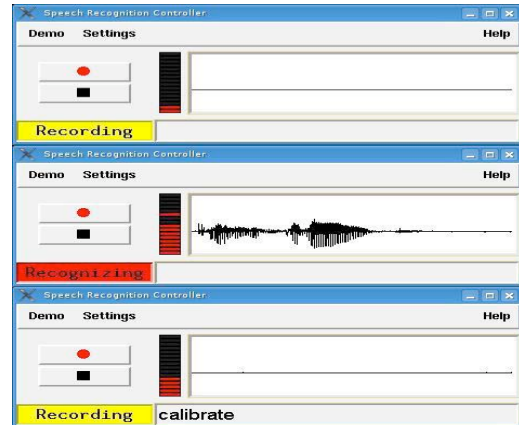 Speech Recognition Controller
Demo Settings Help
Recording
Speech Recognition Controller
Demo Settings Help
Recognizing
Speech Recognition Controller
Demo Settings Help
Recording calibrate